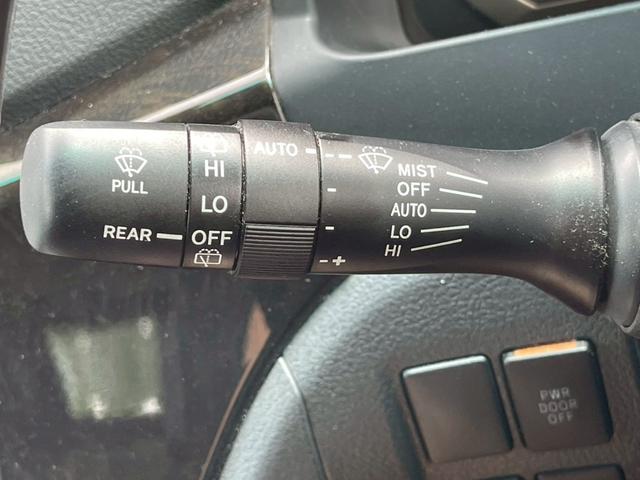 PULL
REAR
HI
LO
OFF
AUTO
- -
-
-
- +
MIST
OFF
AUTO
LO
HI
PWR
DOOR
OFF